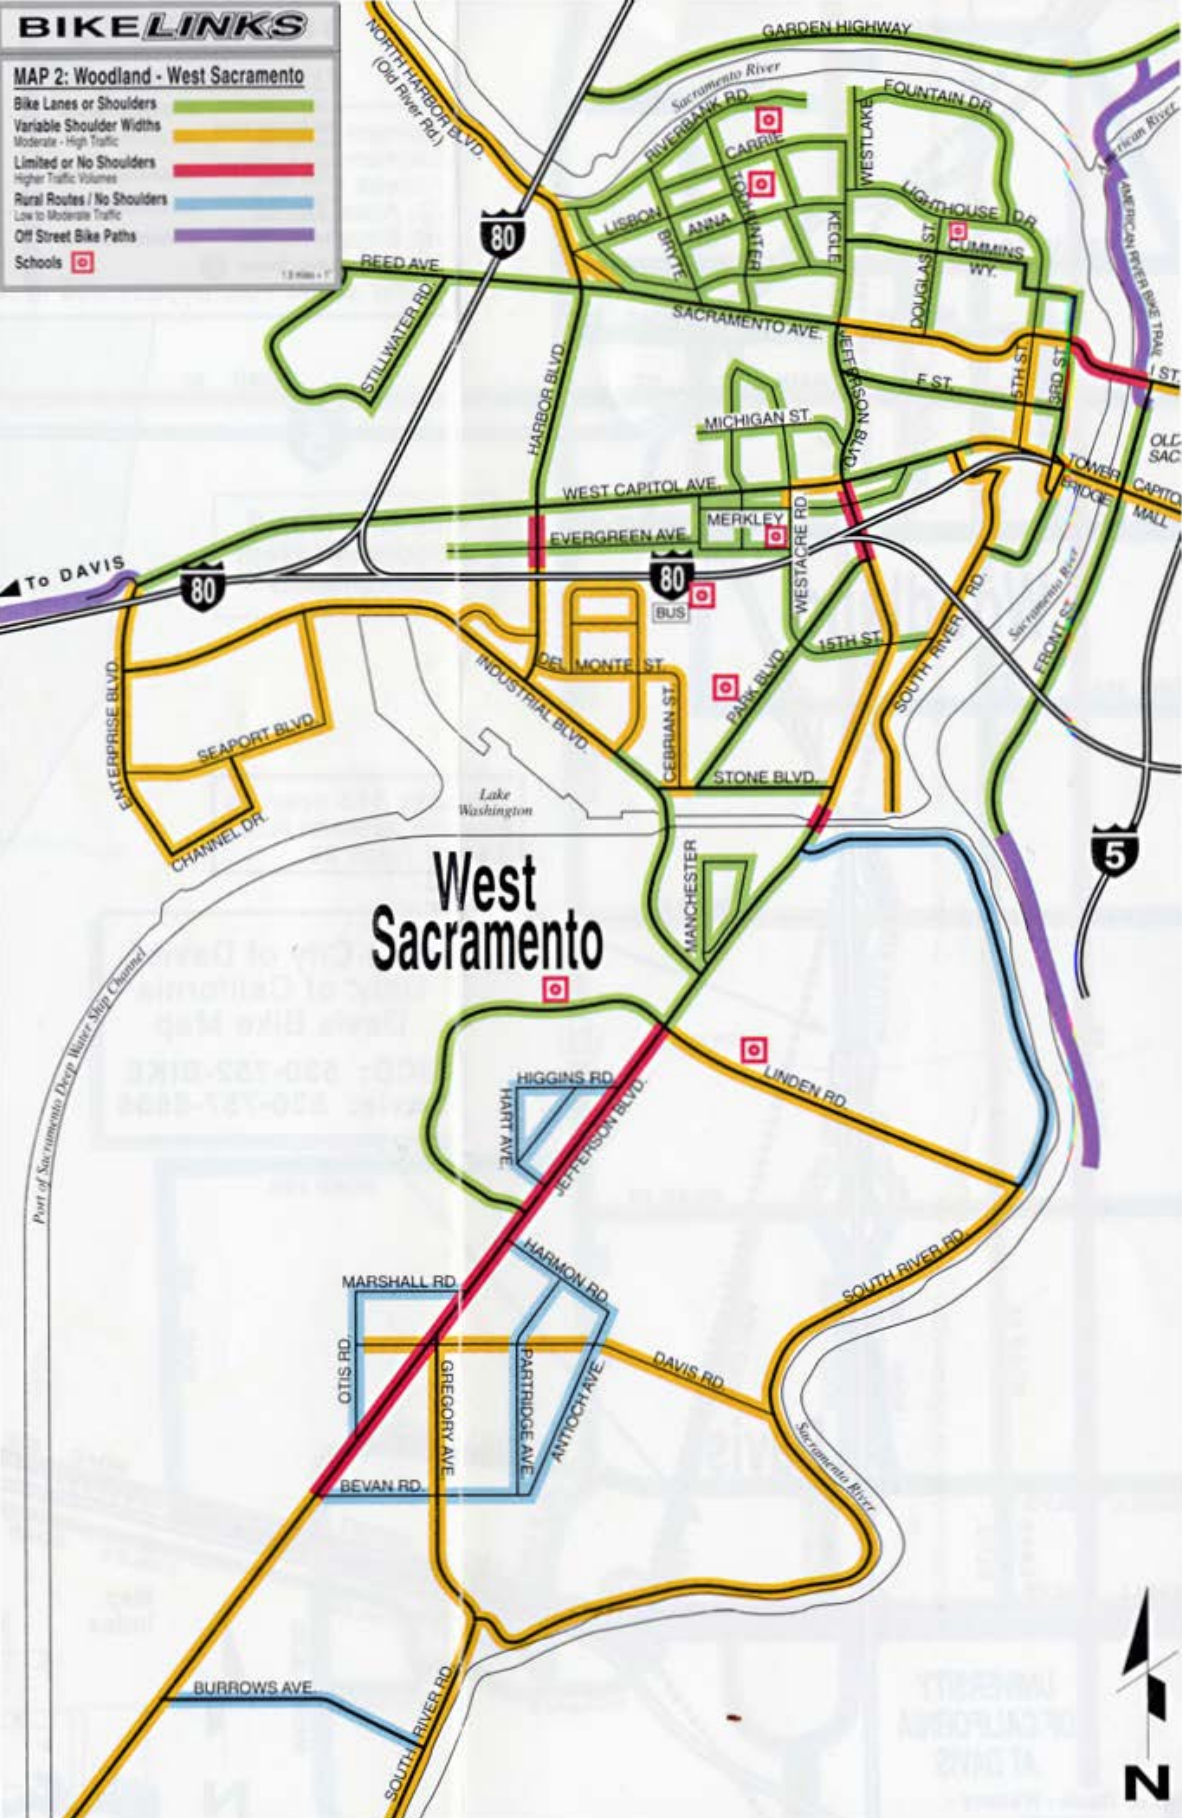 BIKELINKS
MAP 2: Woodland - West Sacramento
Bike Lanes or Shoulders
Variable Shoulder Widths
Moderate - High Traffic
Limited or No Shoulders
Higher Traffic Volumes
Rural Routes / No Shoulders
Low to Moderate Traffic
Off Street Bike Paths
Schools
NORTH HARBOR BLVD.
(Old River Rd.)
GARDEN HIGHWAY
Sacramento River
RIVERBANK RD.
FOUNTAIN DR.
WESTLAKE
CARRIE
TODHUNTER
LISBON
ANNA
BRYTE
KEGLE
LIGHTHOUSE DR.
CUMMINS
WY.
DOUGLAS ST.
rican River
AMERICAN RIVER BIKE TRAIL
80
REED AVE
STILLWATER RD.
SACRAMENTO AVE.
HARBOR BLVD.
JEFFERSON BLVD
F ST.
5TH ST.
3RD ST.
I ST.
OLD
SAC.
MICHIGAN ST.
WEST CAPITOL AVE.
TOWER
BRIDGE
CAPITO
MALL
EVERGREEN AVE.
MERKLEY
WESTACRE RD.
To DAVIS
80
80
BUS
15TH ST.
SOUTH RIVER RD.
Sacramento River
FRONT ST.
ENTERPRISE BLVD.
SEAPORT BLVD.
CHANNEL DR.
INDUSTRIAL BLVD.
DEL MONTE ST.
CEBRIAN ST.
PARK BLVD.
STONE BLVD.
Lake
Washington
5
West
Sacramento
MANCHESTER
Port of Sacramento Deep Water Ship Channel
HIGGINS RD.
HART AVE.
JEFFERSON BLVD.
LINDEN RD.
HARMON RD.
MARSHALL RD.
OTIS RD.
SOUTH RIVER RD.
DAVIS RD.
GREGORY AVE.
PARTRIDGE AVE.
ANTIOCH AVE.
BEVAN RD.
Sacramento River
BURROWS AVE.
SOUTH RIVER RD.
N